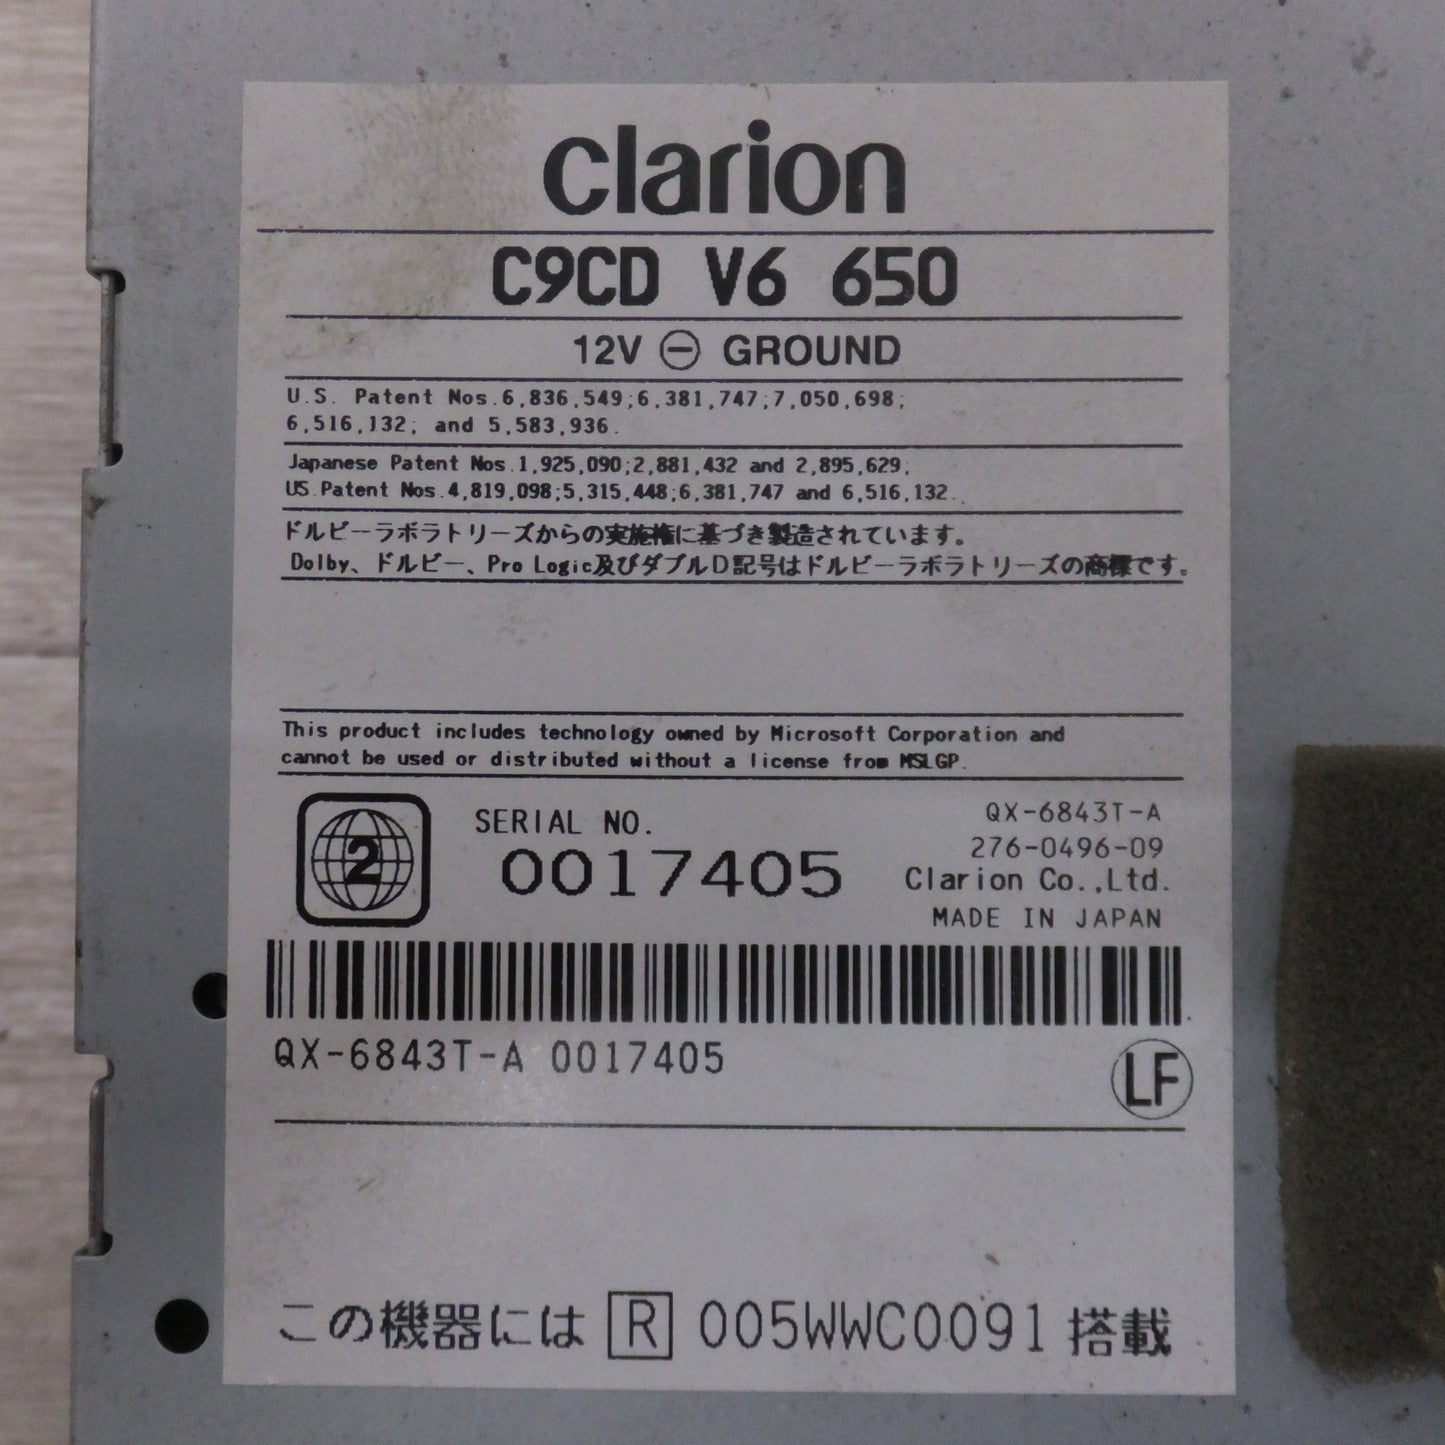 clarion
C9CD V6 650
12V ⊖ GROUND
U.S. Patent Nos.6,836,549;6,381,747;7,050,698;
6,516,132; and 5,583,936.
Japanese Patent Nos.1,925,090;2,881,432 and 2,895,629;
US.Patent Nos.4,819,098;5,315,448;6,381,747 and 6,516,132.
ドルビーラボラトリーズからの実施権に基づき製造されています。
Dolby、ドルビー、Pro Logic及びダブルD記号はドルビーラボラトリーズの商標です。
This product includes technology owned by Microsoft Corporation and
cannot be used or distributed without a license from MSLGP.
2
SERIAL NO.
0017405
QX-6843T-A
276-0496-09
Clarion Co.,Ltd.
MADE IN JAPAN
QX-6843T-A 0017405
LF
この機器には R 005WWC0091 搭載